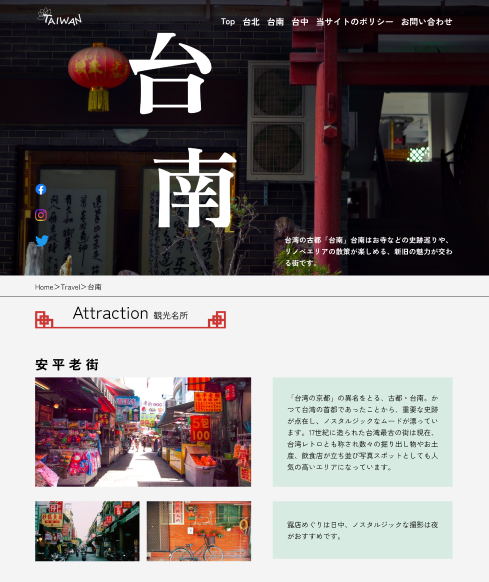 TAIWAN
Top 台北 台南 台中 当サイトのポリシー お問い合わせ
台
南
台湾の古都「台南」台南はお寺などの史跡巡りや、
リノベエリアの散策が楽しめる、新旧の魅力が交わ
る街です。
Home>Travel>台南
Attraction 観光名所
安平老街
「台湾の京都」の異名をとる、古都・台南。か
つて台湾の首都であったことから、重要な史跡
が点在し、ノスタルジックなムードが漂ってい
ます。17世紀に造られた台湾最古の街は現在、
台湾レトロとも称され数々の掘り出し物やお土
産、飲食店が立ち並び写真スポットとしても人
気の高いエリアになっています。
5包
100
露店めぐりは日中、ノスタルジックな撮影は夜
がおすすめです。